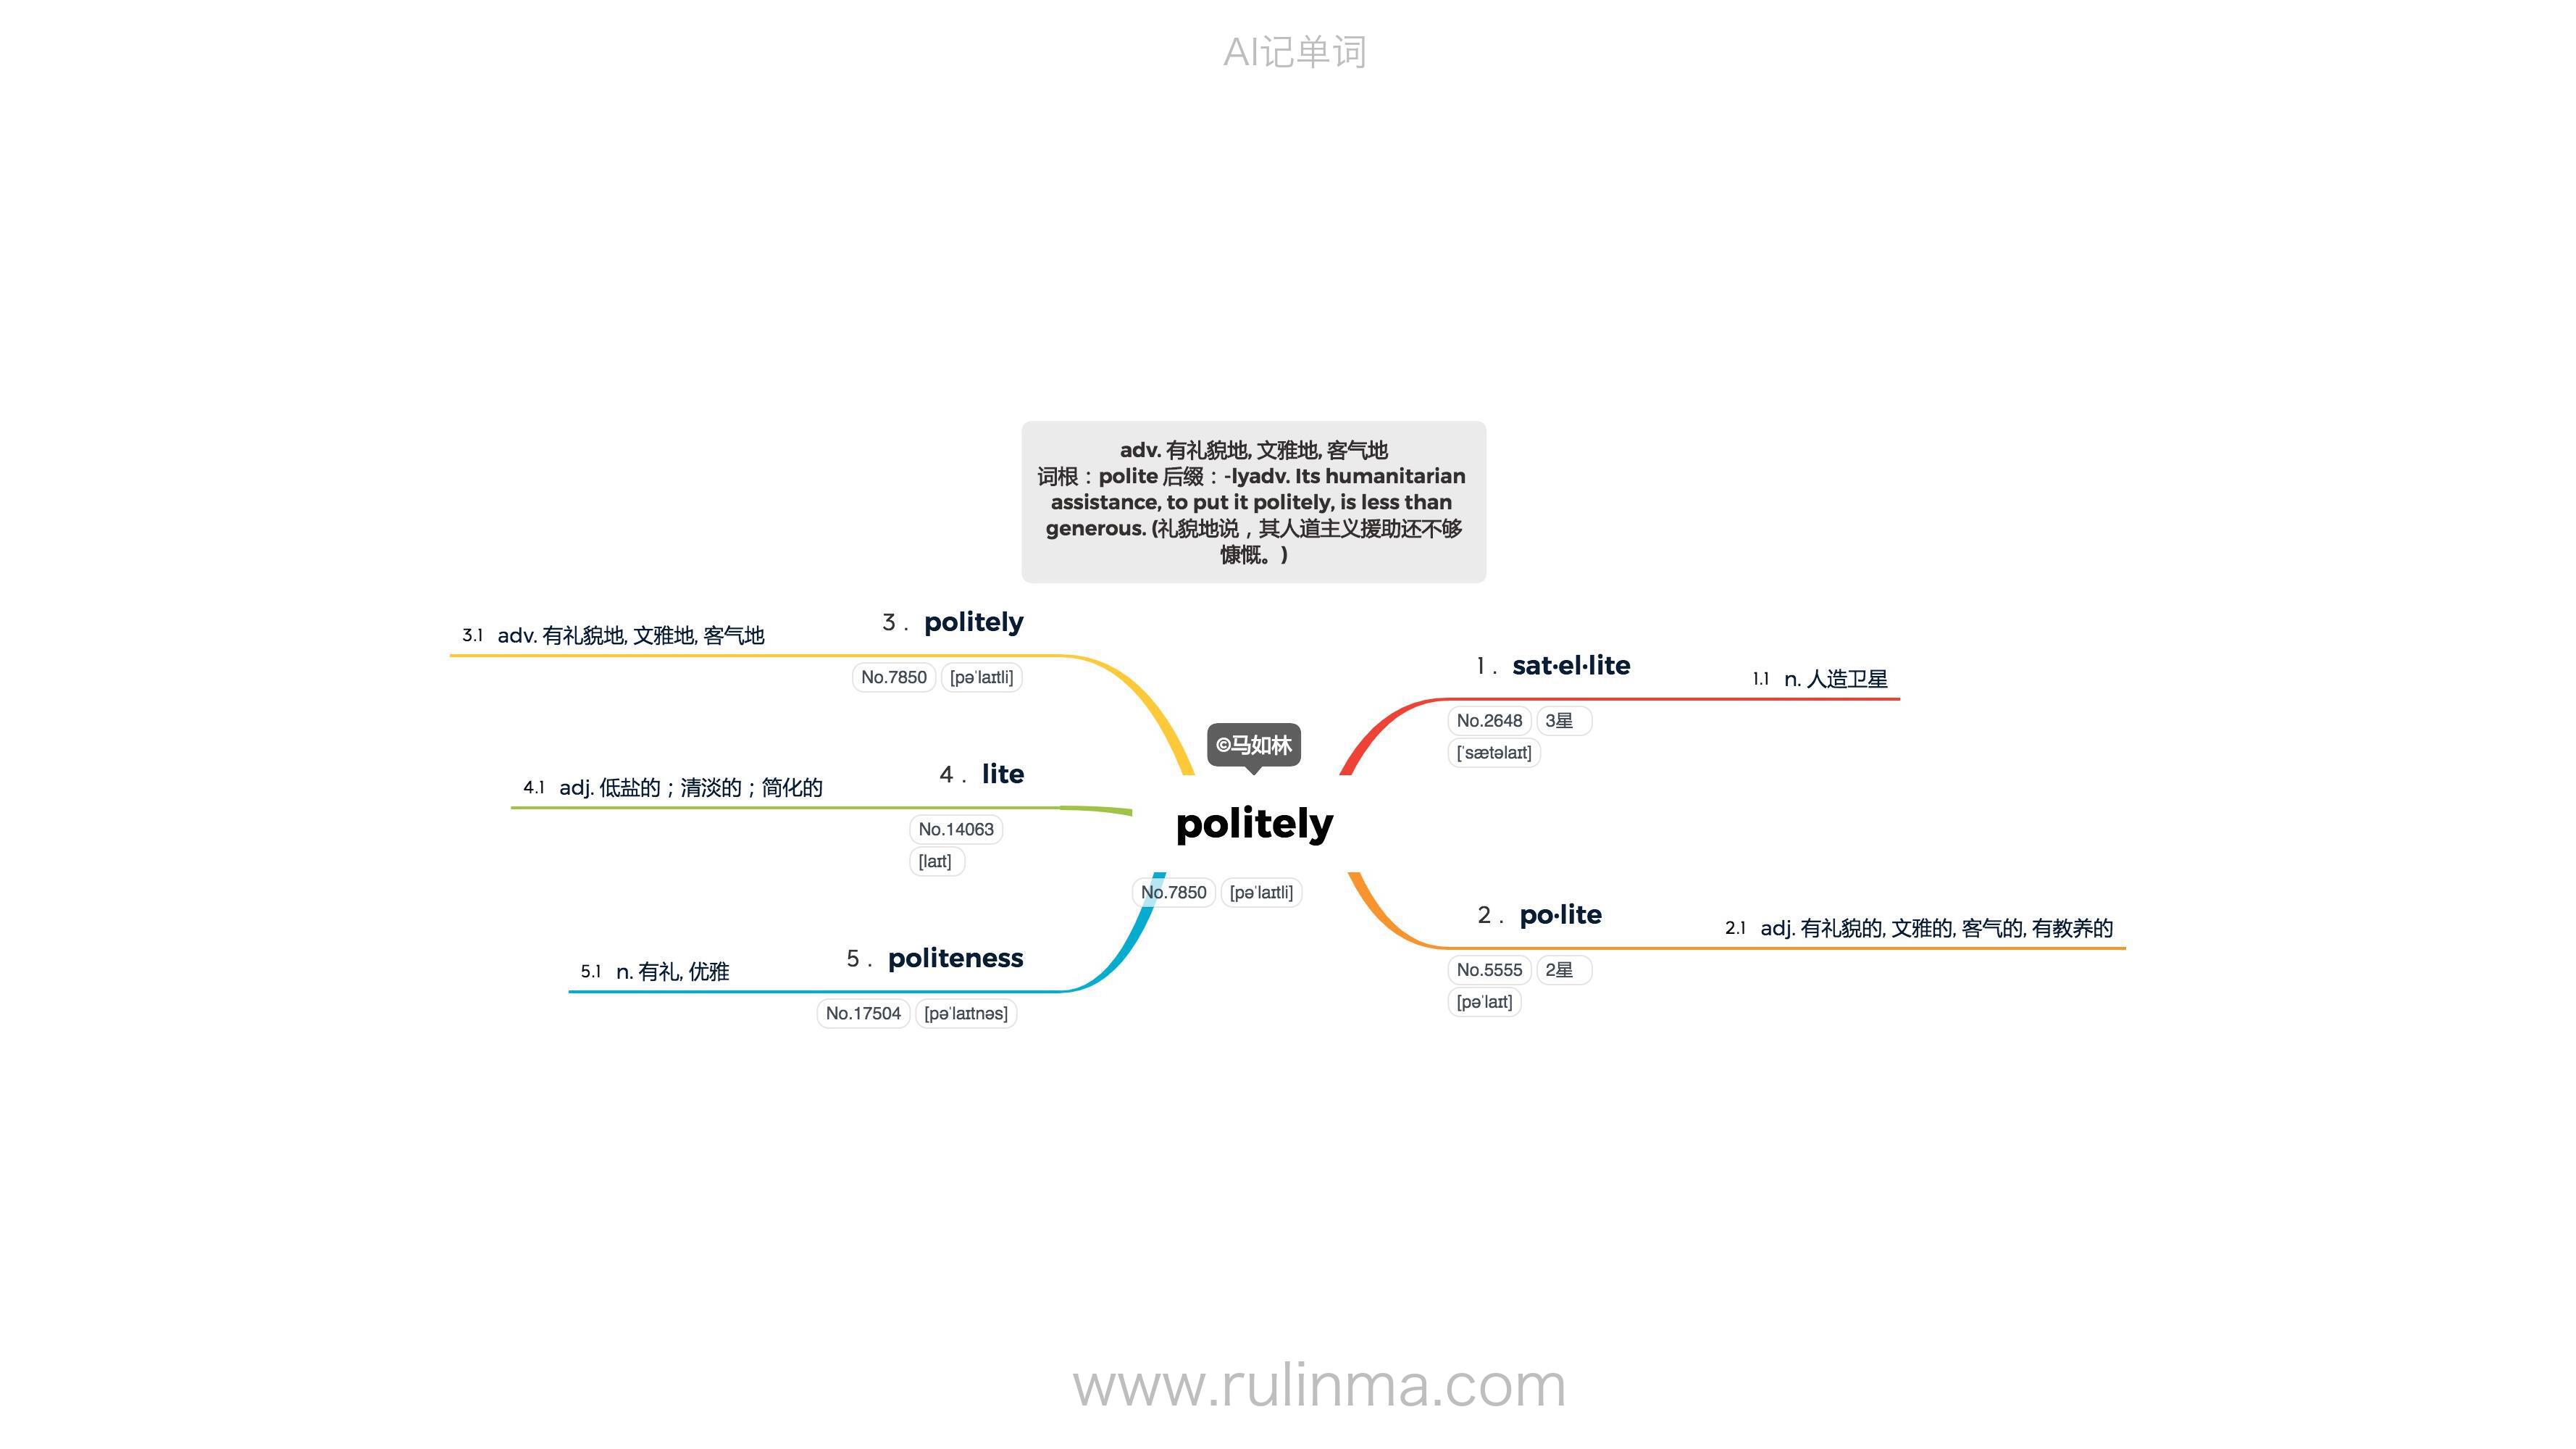 AI记单词
adv. 有礼貌地, 文雅地, 客气地
词根：polite 后缀：-lyadv. Its humanitarian
assistance, to put it politely, is less than
generous. (礼貌地说，其人道主义援助还不够
慷慨。)
©马如林
politely
No.7850 [pəˈlaɪtli]
1 . sat·el·lite
No.2648 3星
[ˈsætəlaɪt]
1.1 n. 人造卫星
2 . po·lite
No.5555 2星
[pəˈlaɪt]
2.1 adj. 有礼貌的, 文雅的, 客气的, 有教养的
3 . politely
No.7850 [pəˈlaɪtli]
3.1 adv. 有礼貌地, 文雅地, 客气地
4 . lite
No.14063
[laɪt]
4.1 adj. 低盐的；清淡的；简化的
5 . politeness
No.17504 [pəˈlaɪtnəs]
5.1 n. 有礼, 优雅
www.rulinma.com